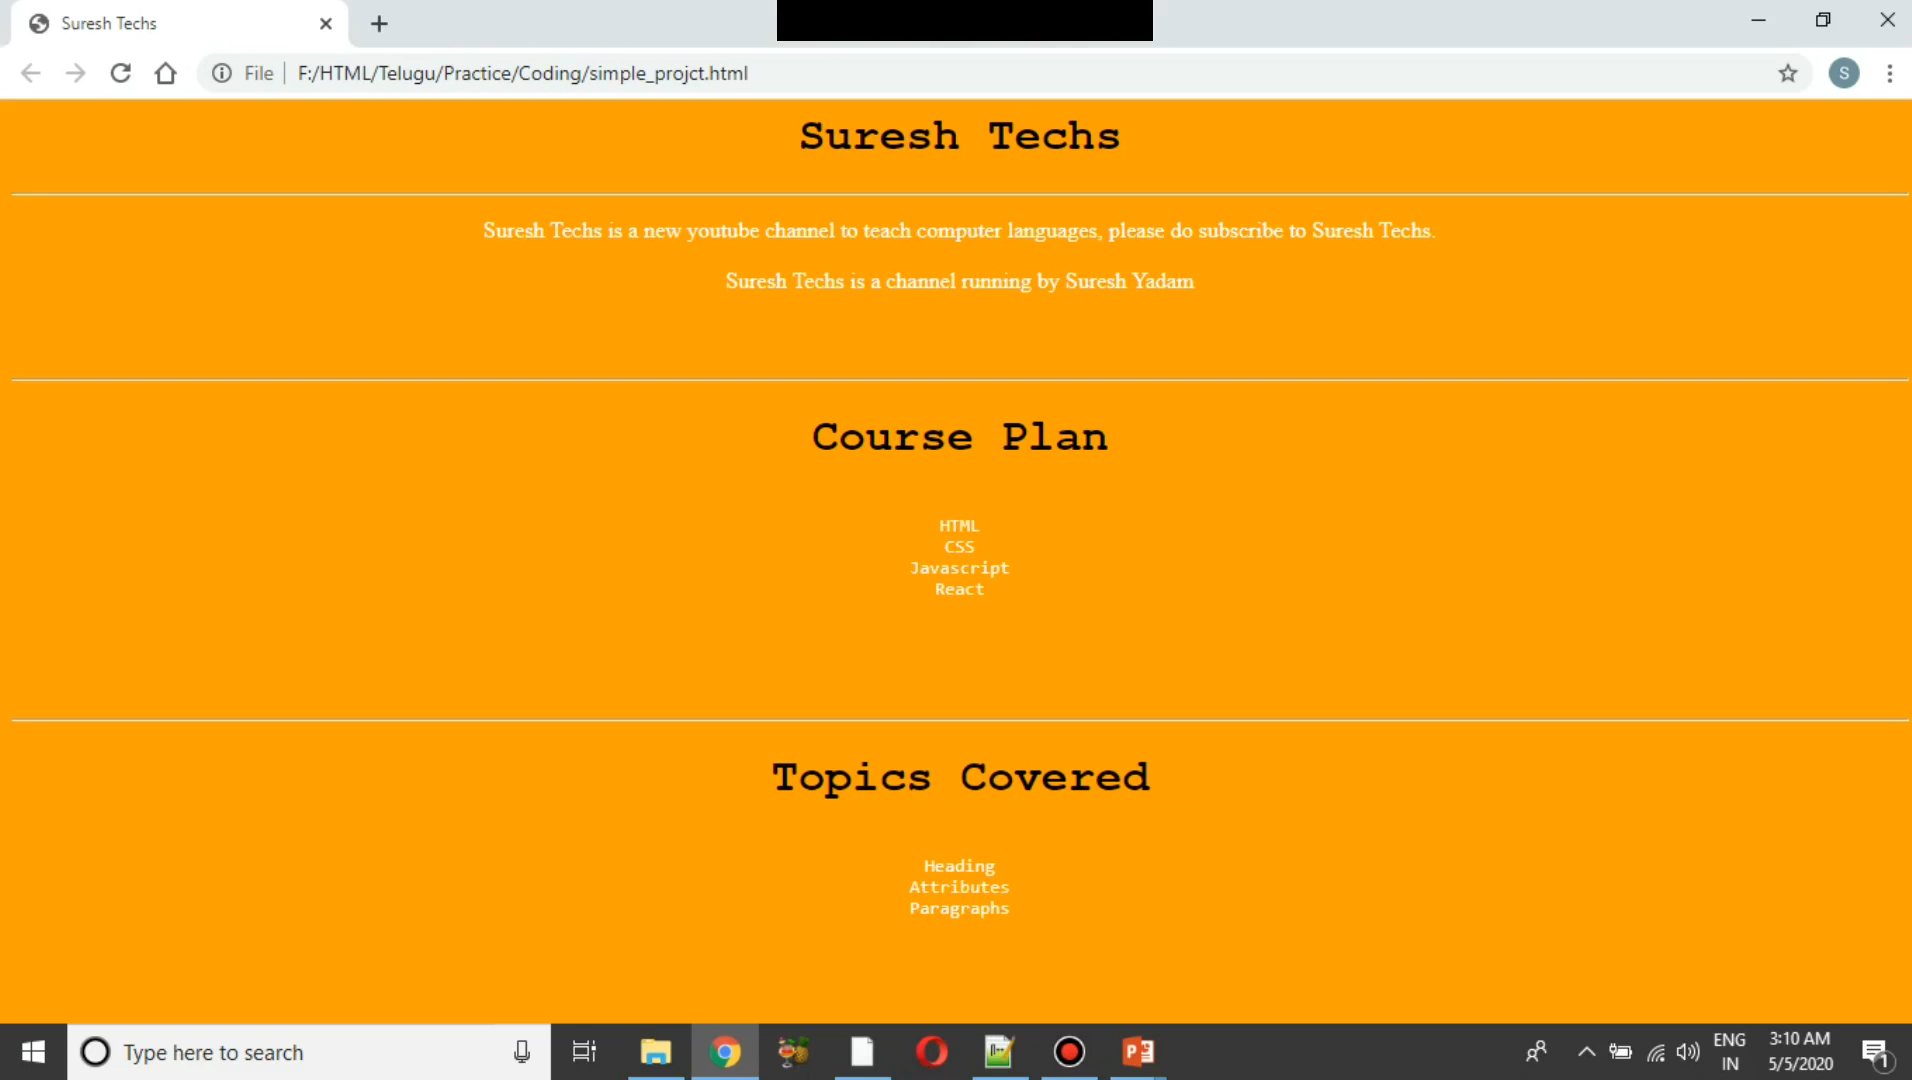 Suresh Techs
File
F:/HTML/Telugu/Practice/Coding/simple_projct.html
S
Suresh Techs
Suresh Techs is a new youtube channel to teach computer languages, please do subscribe to Suresh Techs.
Suresh Techs is a channel running by Suresh Yadam
Course Plan
HTML
CSS
Javascript
React
Topics Covered
Heading
Attributes
Paragraphs
Type here to search
ENG
IN
3:10 AM
5/5/2020
1